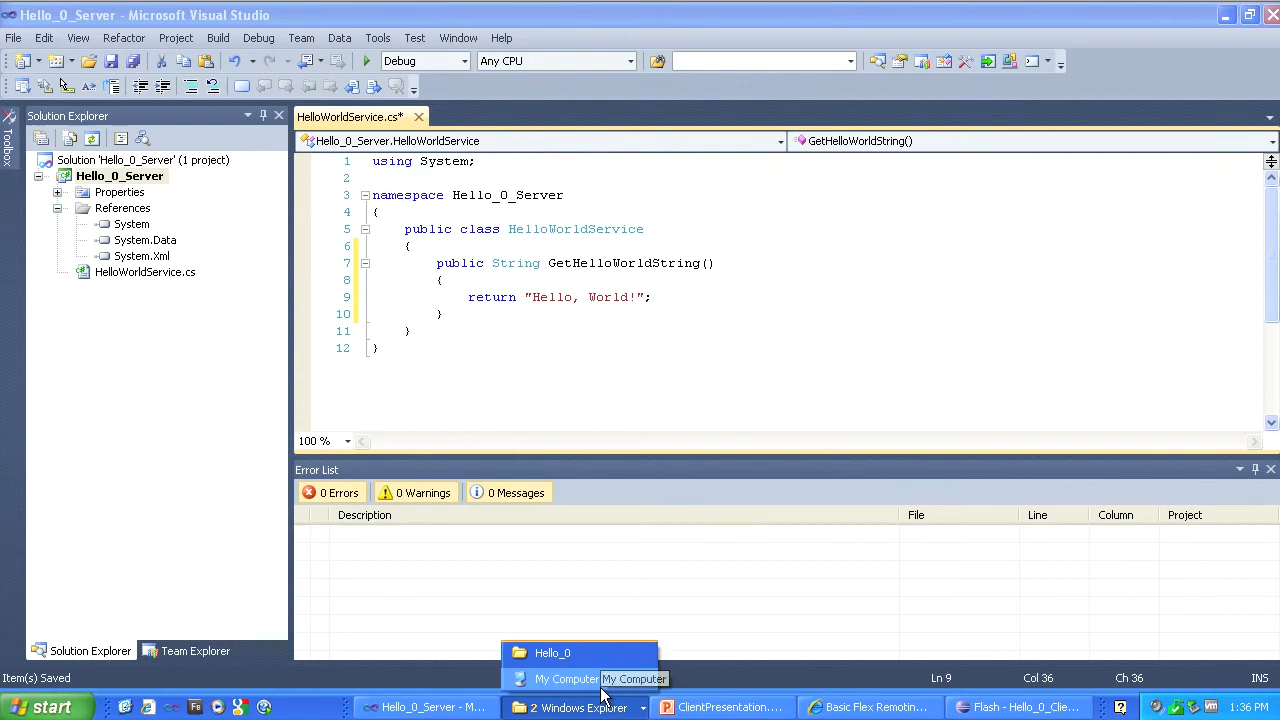 Hello_0_Server - Microsoft Visual Studio
File Edit View Refactor Project Build Debug Team Data Tools Test Window Help
Debug Any CPU
Toolbox
Solution Explorer
Solution 'Hello_0_Server' (1 project)
Hello_0_Server
Properties
References
System
System.Data
System.Xml
HelloWorldService.cs
Solution Explorer Team Explorer
HelloWorldService.cs*
Hello_0_Server.HelloWorldService GetHelloWorldString()
1 using System;
2
3 namespace Hello_0_Server
4 {
5 public class HelloWorldService
6 {
7 public String GetHelloWorldString()
8 {
9 return "Hello, World!";
10 }
11 }
12 }
100 %
Error List
0 Errors 0 Warnings 0 Messages
Description File Line Column Project
Hello_0
My Computer My Computer
Item(s) Saved Ln 9 Col 36 Ch 36 INS
start Hello_0_Server - M... 2 Windows Explorer ClientPresentation.... Basic Flex Remotin... Flash - Hello_0_Clie... 1:36 PM